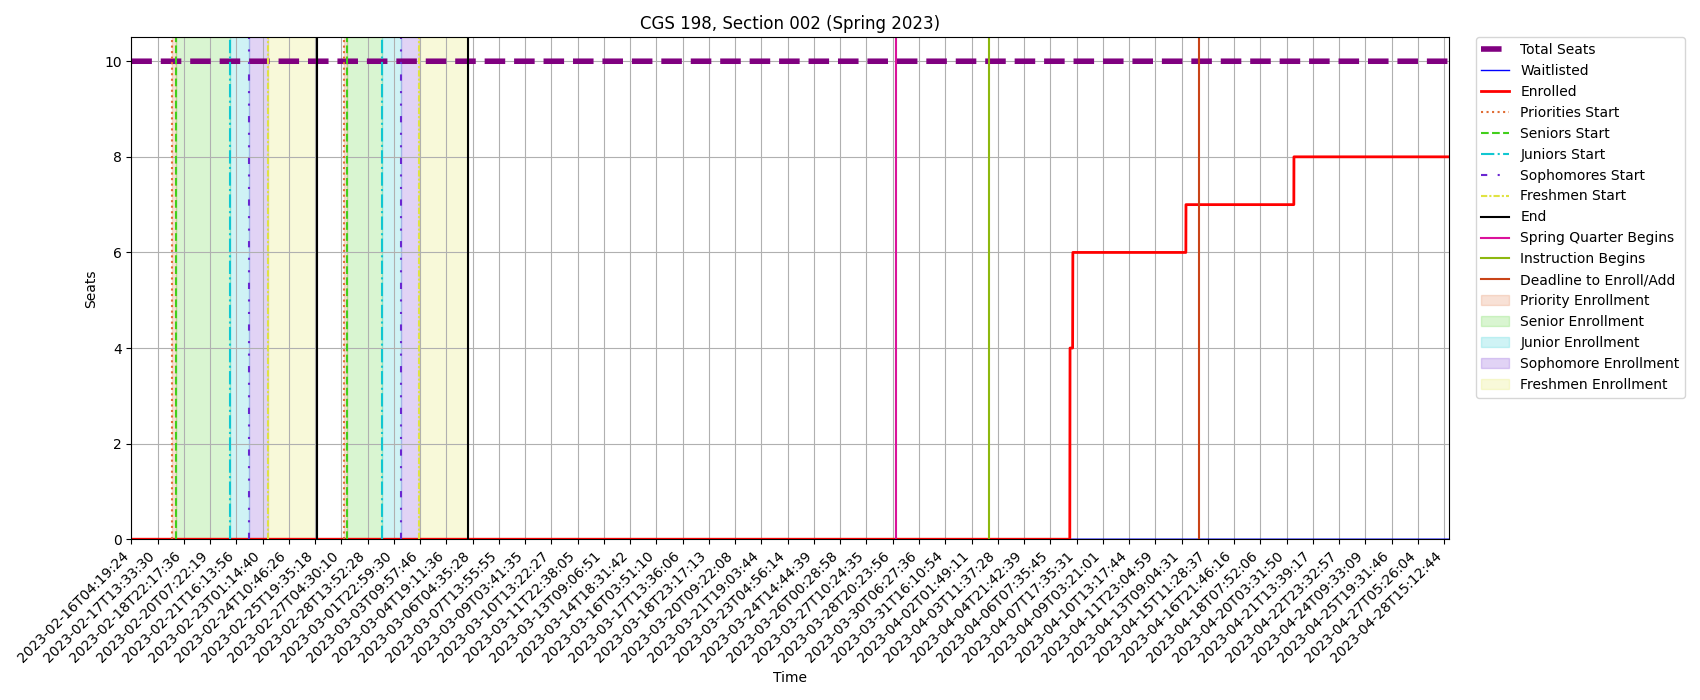 CGS 198, Section 002 (Spring 2023)
10
8
6
4
2
0
Seats
2023-02-16T04:19:24
2023-02-17T13:33:30
2023-02-18T22:17:36
2023-02-20T07:22:19
2023-02-21T16:13:56
2023-02-23T01:14:40
2023-02-24T10:46:26
2023-02-25T19:35:18
2023-02-27T04:30:10
2023-02-28T13:52:28
2023-03-01T22:59:30
2023-03-03T09:57:46
2023-03-04T19:11:36
2023-03-06T04:35:28
2023-03-07T13:55:55
2023-03-09T03:41:35
2023-03-10T13:22:27
2023-03-11T22:38:05
2023-03-13T09:06:51
2023-03-14T18:31:42
2023-03-16T03:51:10
2023-03-17T13:36:06
2023-03-18T23:17:13
2023-03-20T09:22:08
2023-03-21T19:03:44
2023-03-23T04:56:14
2023-03-24T14:44:39
2023-03-26T00:28:58
2023-03-27T10:24:35
2023-03-28T20:23:56
2023-03-30T06:27:36
2023-03-31T16:10:54
2023-04-02T01:49:11
2023-04-03T11:37:28
2023-04-04T21:42:39
2023-04-06T07:35:45
2023-04-07T17:35:31
2023-04-09T03:21:01
2023-04-10T13:17:44
2023-04-11T23:04:59
2023-04-13T09:04:31
2023-04-15T11:28:37
2023-04-16T21:46:16
2023-04-18T07:52:06
2023-04-20T03:31:50
2023-04-21T13:39:17
2023-04-22T23:32:57
2023-04-24T09:33:09
2023-04-25T19:31:46
2023-04-27T05:26:04
2023-04-28T15:12:44
Time
Total Seats
Waitlisted
Enrolled
Priorities Start
Seniors Start
Juniors Start
Sophomores Start
Freshmen Start
End
Spring Quarter Begins
Instruction Begins
Deadline to Enroll/Add
Priority Enrollment
Senior Enrollment
Junior Enrollment
Sophomore Enrollment
Freshmen Enrollment